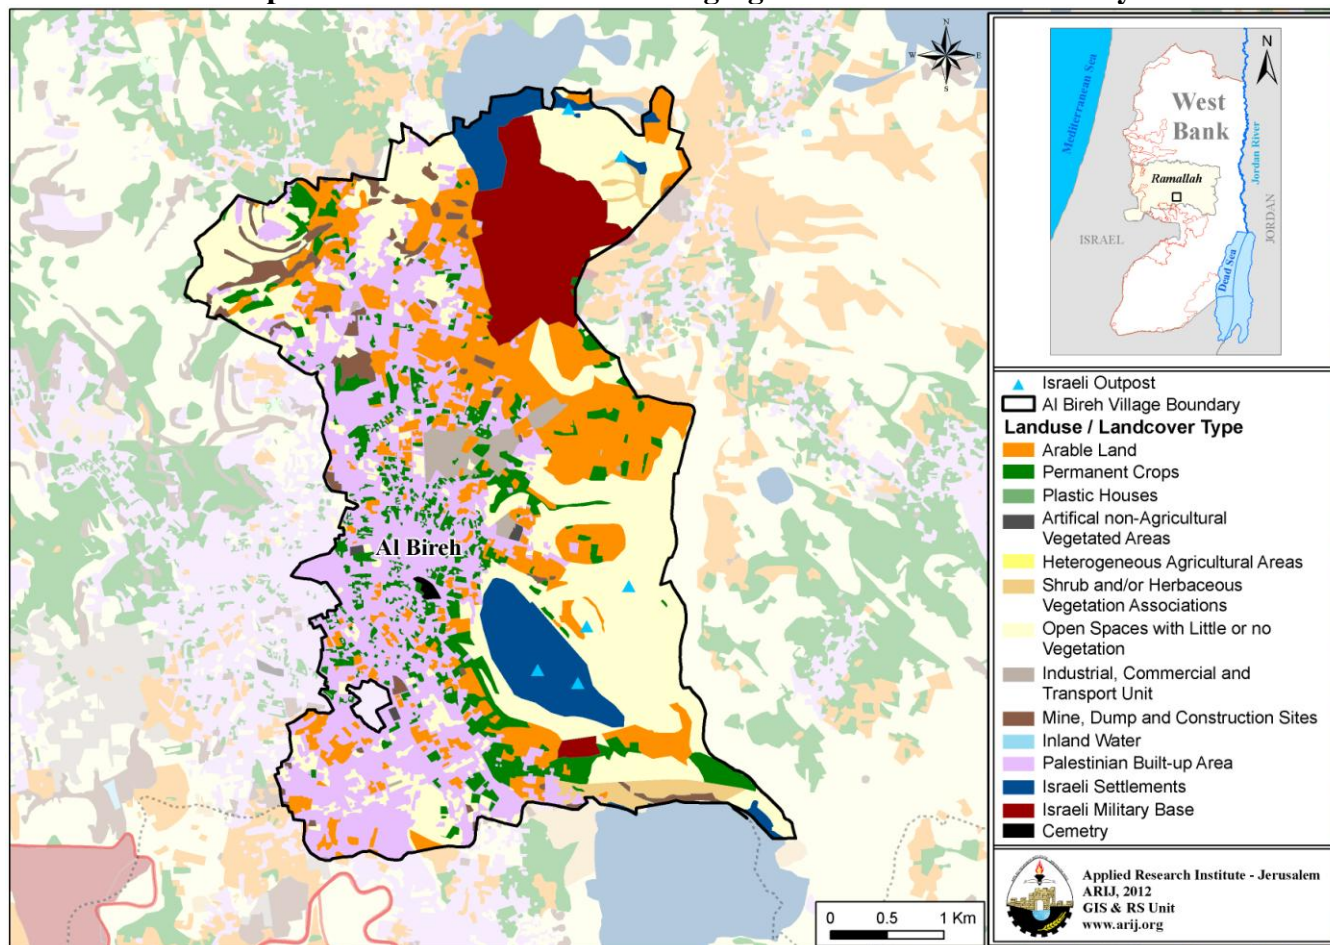 N
W
E
S
Al Bireh
0 0.5 1 Km
N
Mediterranean Sea
West
Bank
Jordan River
Ramallah
ISRAEL
JORDAN
Dead Sea
Israeli Outpost
Al Bireh Village Boundary
Landuse / Landcover Type
Arable Land
Permanent Crops
Plastic Houses
Artifical non-Agricultural
Vegetated Areas
Heterogeneous Agricultural Areas
Shrub and/or Herbaceous
Vegetation Associations
Open Spaces with Little or no
Vegetation
Industrial, Commercial and
Transport Unit
Mine, Dump and Construction Sites
Inland Water
Palestinian Built-up Area
Israeli Settlements
Israeli Military Base
Cemetry
Applied Research Institute - Jerusalem
ARIJ, 2012
GIS & RS Unit
www.arij.org